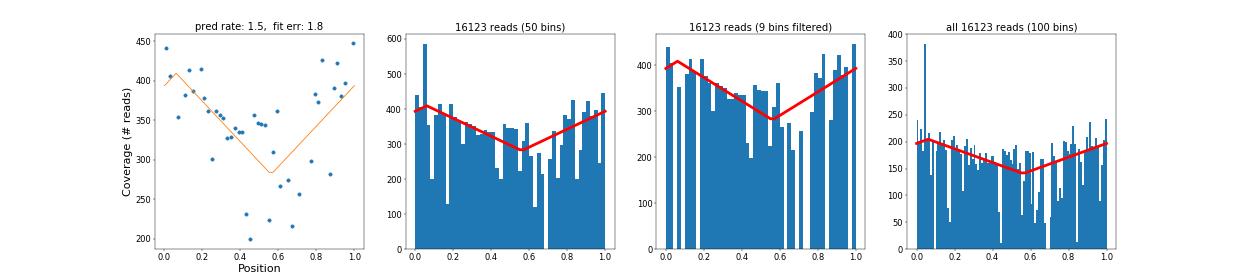 pred rate: 1.5,  fit err: 1.8
Coverage (# reads)
450
400
350
300
250
200
0.0 0.2 0.4 0.6 0.8 1.0
Position
16123 reads (50 bins)
600
500
400
300
200
100
0
0.0 0.2 0.4 0.6 0.8 1.0
16123 reads (9 bins filtered)
400
300
200
100
0
0.0 0.2 0.4 0.6 0.8 1.0
all 16123 reads (100 bins)
400
350
300
250
200
150
100
50
0
0.0 0.2 0.4 0.6 0.8 1.0